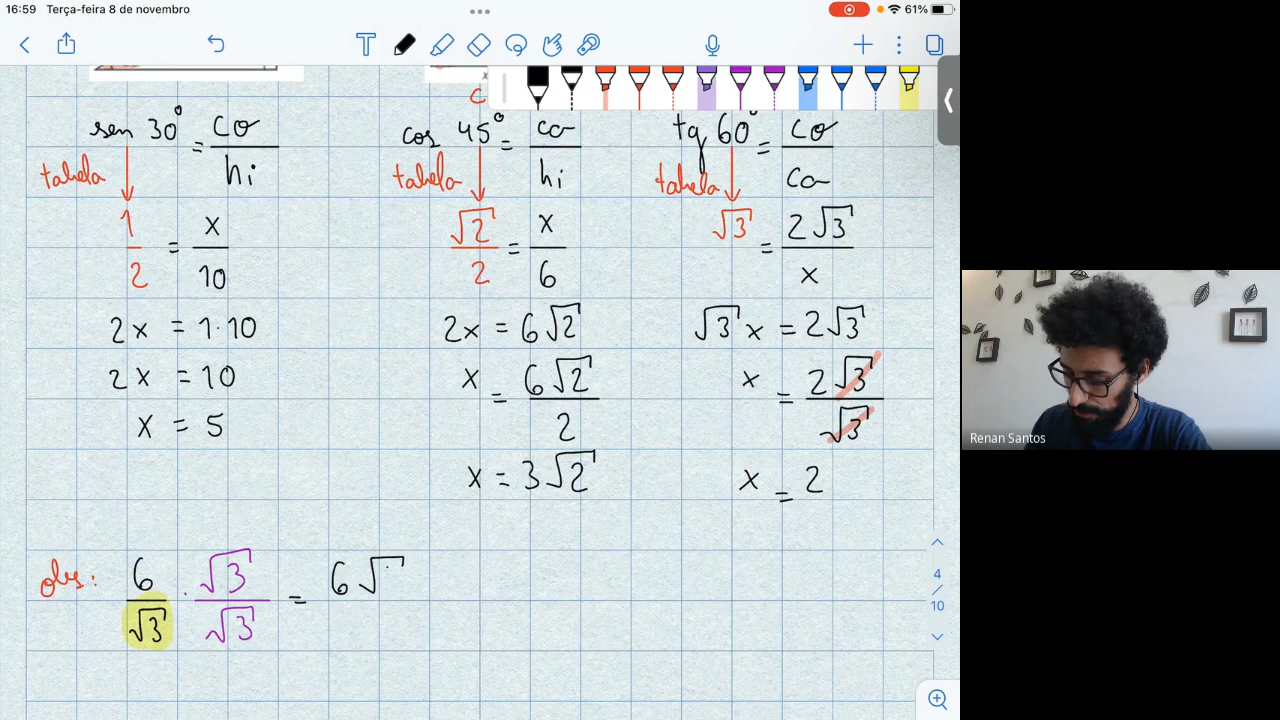 16:59 Terça-feira 8 de novembro
61%
T
x
C
sen 30° = co/hi
tabela
1/2 = x/10
2x = 1·10
2x = 10
x = 5
cos 45° = ca/hi
tabela
√2/2 = x/6
2x = 6√2
x = 6√2/2
x = 3√2
tg 60° = co/ca
tabela
√3 = 2√3/x
√3 x = 2√3
x = 2√3/√3
x = 2
obs: 6/√3 · √3/√3 = 6√
4
/
10
Renan Santos